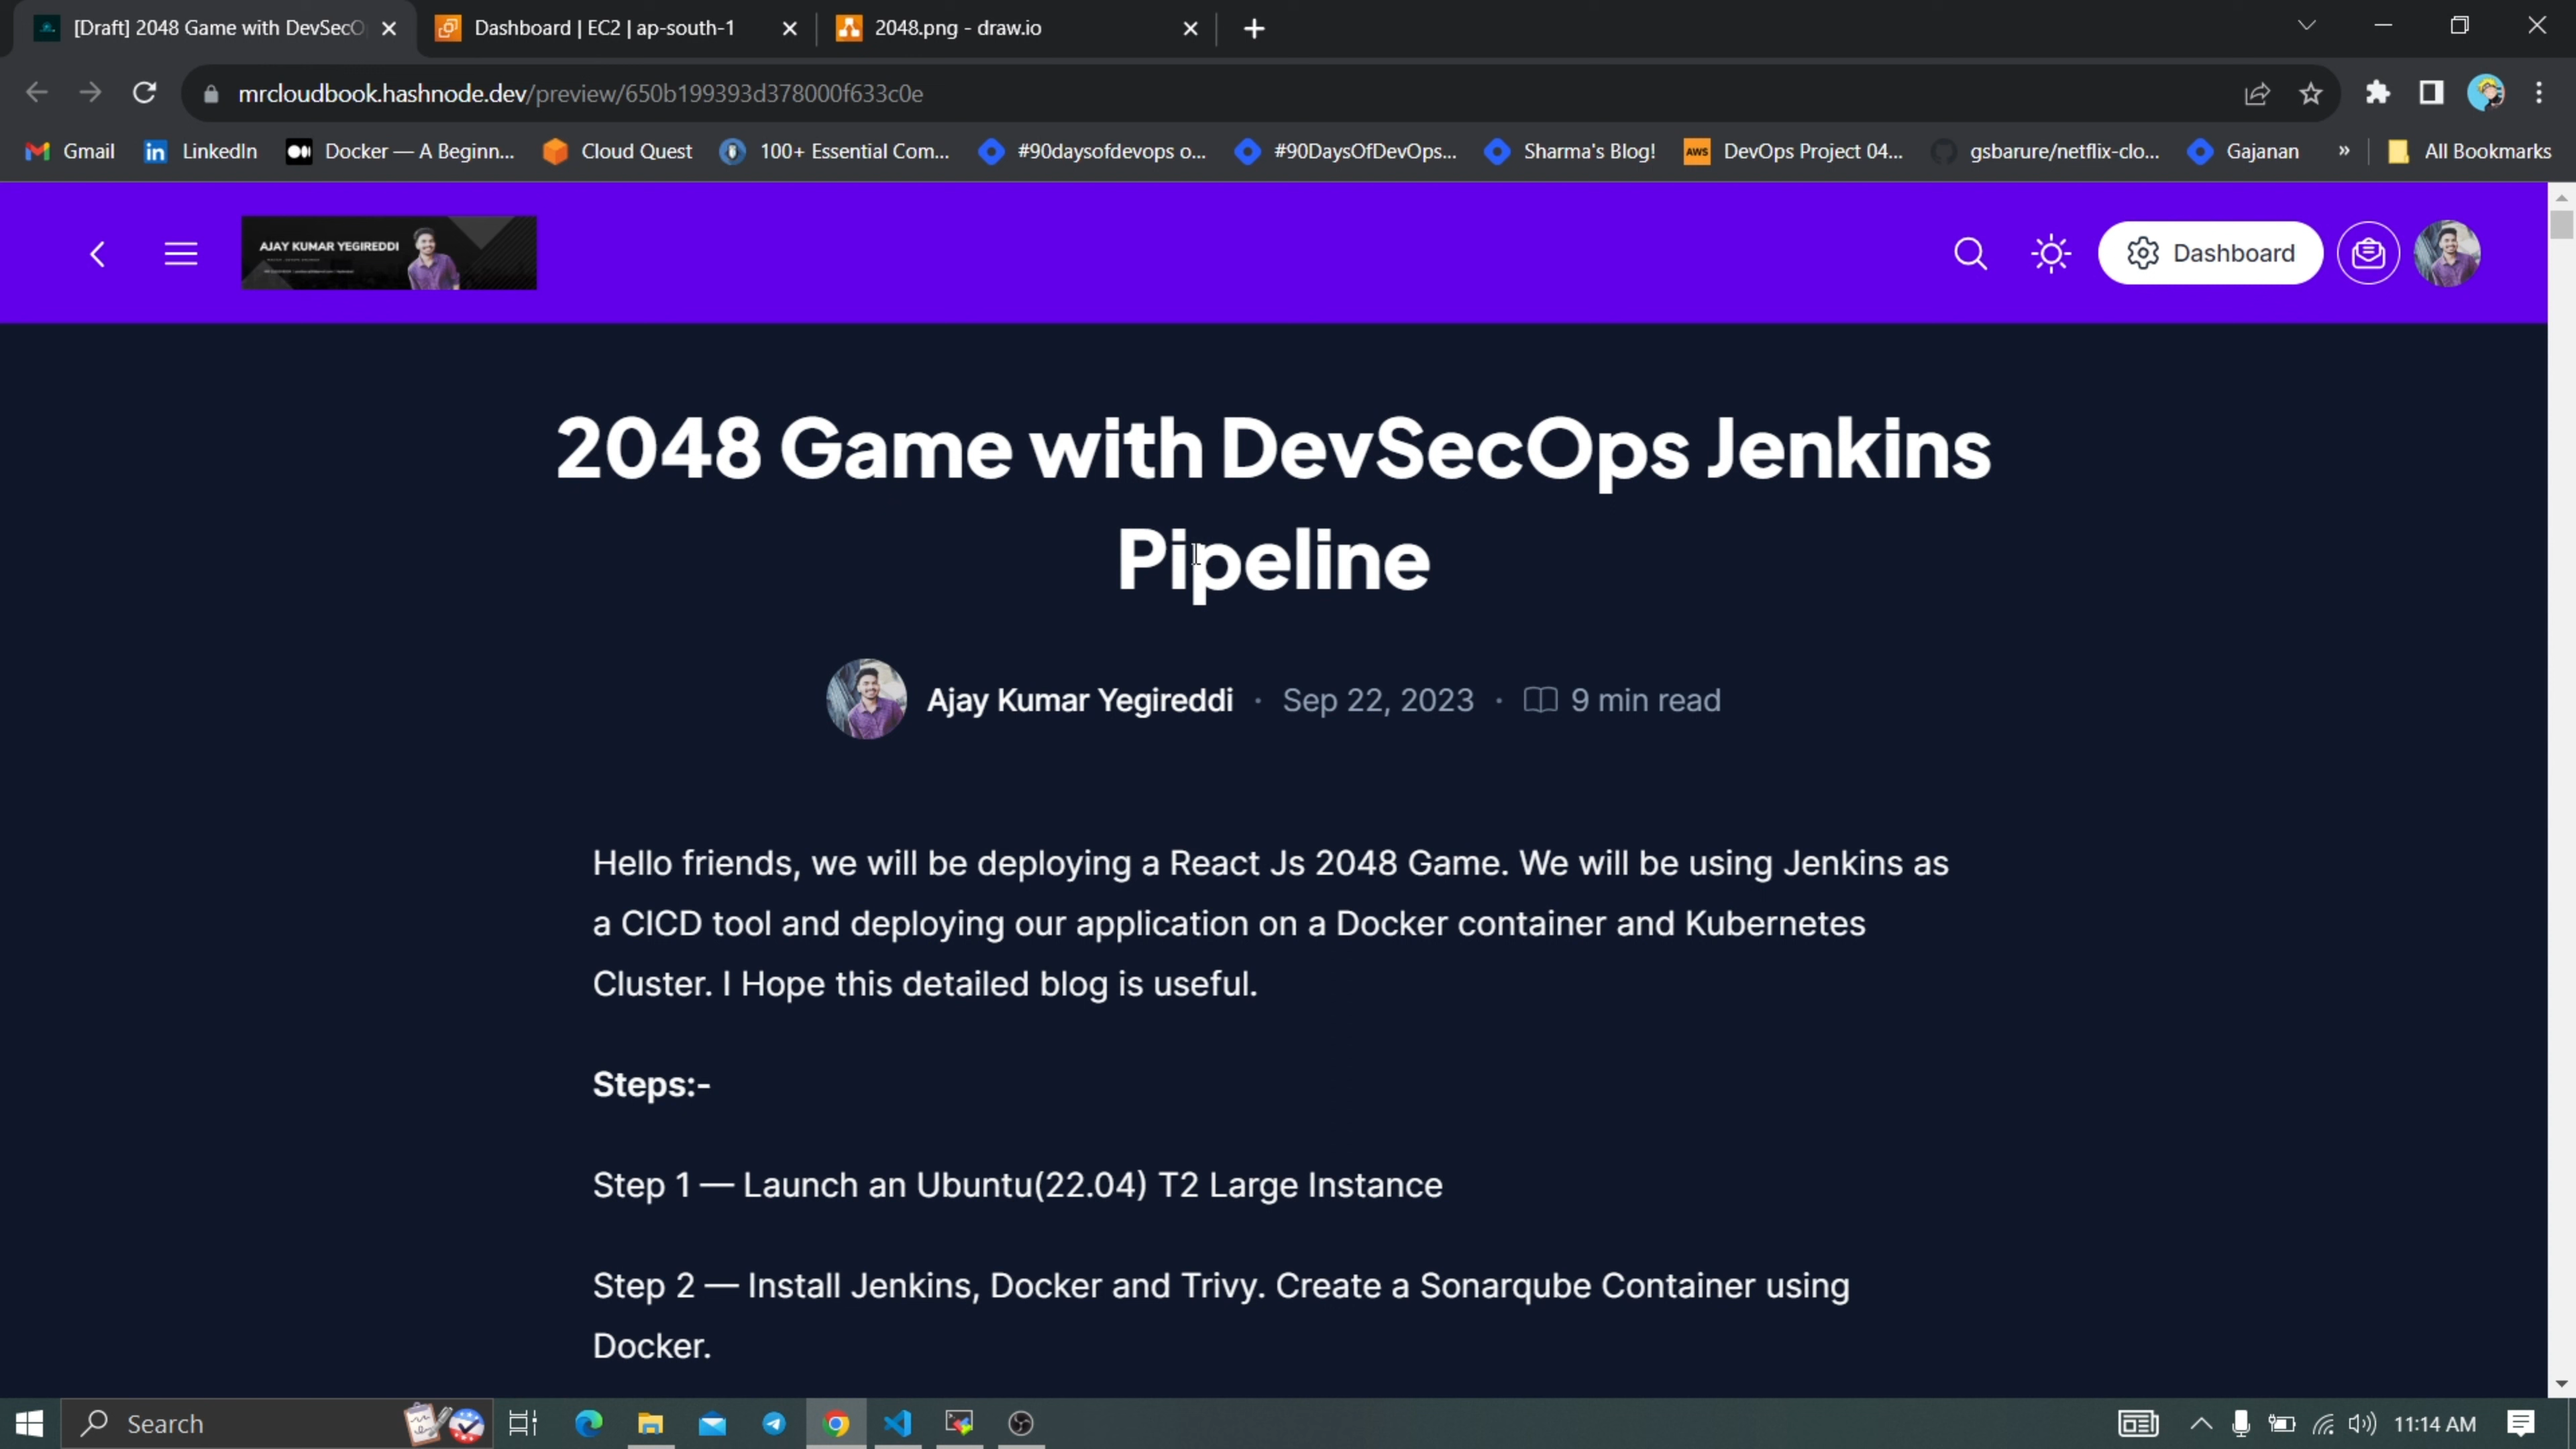 [Draft] 2048 Game with DevSecO
Dashboard | EC2 | ap-south-1
2048.png - draw.io
mrcloudbook.hashnode.dev/preview/650b199393d378000f633c0e
Gmail
LinkedIn
Docker — A Beginn...
Cloud Quest
100+ Essential Com...
#90daysofdevops o...
#90DaysOfDevOps...
Sharma's Blog!
DevOps Project 04...
gsbarure/netflix-clo...
Gajanan
»
All Bookmarks
AJAY KUMAR YEGIREDDI
Dashboard
2048 Game with DevSecOps Jenkins
Pipeline
Ajay Kumar Yegireddi · Sep 22, 2023 · 9 min read
Hello friends, we will be deploying a React Js 2048 Game. We will be using Jenkins as
a CICD tool and deploying our application on a Docker container and Kubernetes
Cluster. I Hope this detailed blog is useful.
Steps:-
Step 1 — Launch an Ubuntu(22.04) T2 Large Instance
Step 2 — Install Jenkins, Docker and Trivy. Create a Sonarqube Container using
Docker.
Search
11:14 AM